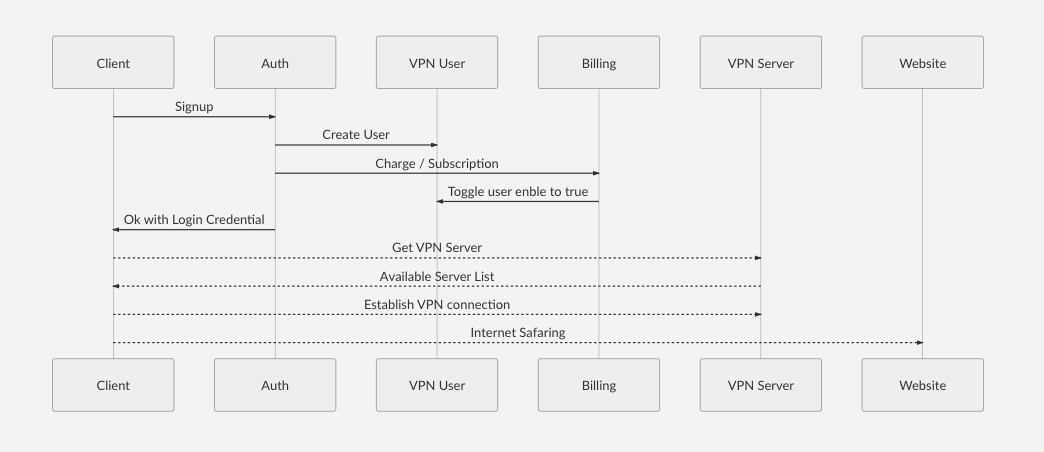 Client
Auth
VPN User
Billing
VPN Server
Website
Signup
Create User
Charge / Subscription
Toggle user enble to true
Ok with Login Credential
Get VPN Server
Available Server List
Establish VPN connection
Internet Safaring
Client
Auth
VPN User
Billing
VPN Server
Website